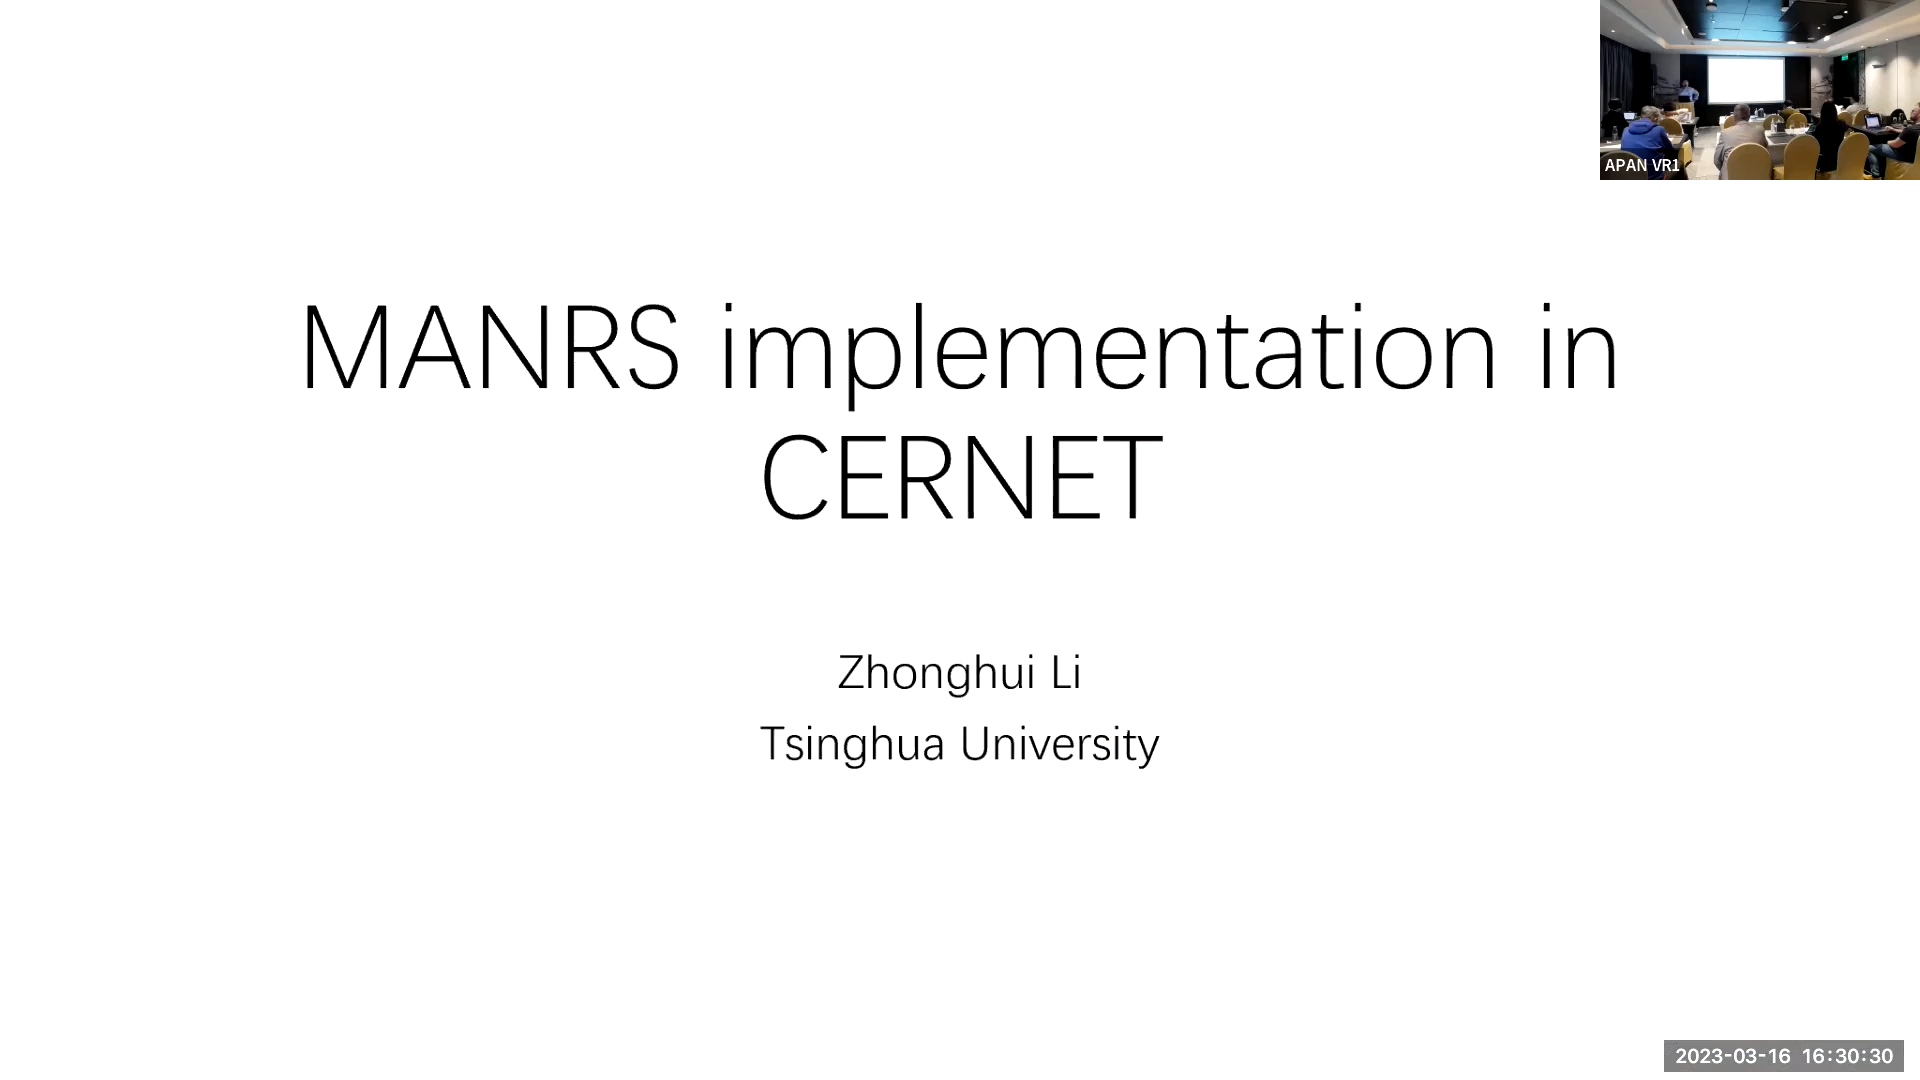 APAN VR1
MANRS implementation in
CERNET
Zhonghui Li
Tsinghua University
2023-03-16 16:30:30